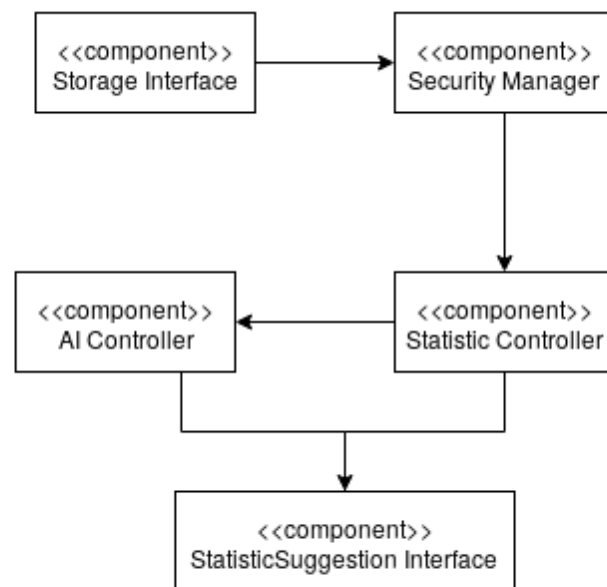 <<component>>
Storage Interface
<<component>>
Security Manager
<<component>>
AI Controller
<<component>>
Statistic Controller
<<component>>
StatisticSuggestion Interface